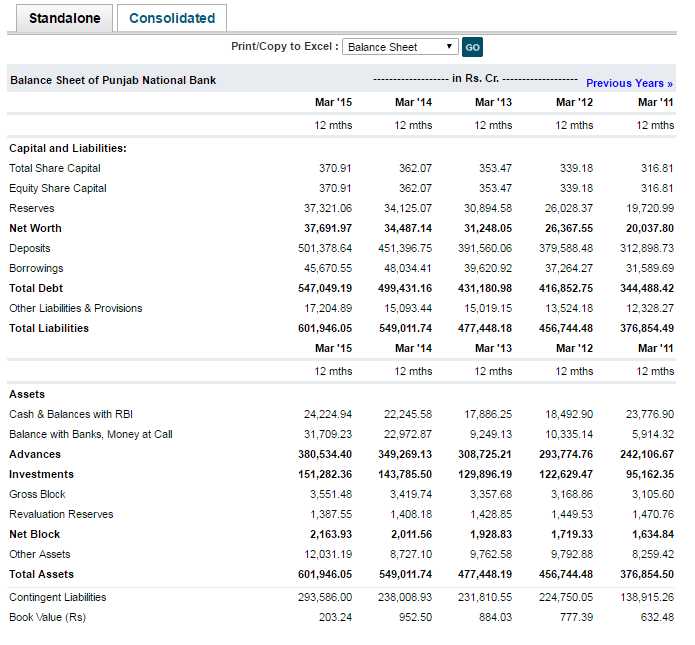 Standalone Consolidated
Print/Copy to Excel : Balance Sheet GO
Balance Sheet of Punjab National Bank ------------------- in Rs. Cr. -------------------
Previous Years »
Mar '15 Mar '14 Mar '13 Mar '12 Mar '11
12 mths 12 mths 12 mths 12 mths 12 mths
Capital and Liabilities:
Total Share Capital 370.91 362.07 353.47 339.18 316.81
Equity Share Capital 370.91 362.07 353.47 339.18 316.81
Reserves 37,321.06 34,125.07 30,894.58 26,028.37 19,720.99
Net Worth 37,691.97 34,487.14 31,248.05 26,367.55 20,037.80
Deposits 501,378.64 451,396.75 391,560.06 379,588.48 312,898.73
Borrowings 45,670.55 48,034.41 39,620.92 37,264.27 31,589.69
Total Debt 547,049.19 499,431.16 431,180.98 416,852.75 344,488.42
Other Liabilities & Provisions 17,204.89 15,093.44 15,019.15 13,524.18 12,328.27
Total Liabilities 601,946.05 549,011.74 477,448.18 456,744.48 376,854.49
Mar '15 Mar '14 Mar '13 Mar '12 Mar '11
12 mths 12 mths 12 mths 12 mths 12 mths
Assets
Cash & Balances with RBI 24,224.94 22,245.58 17,886.25 18,492.90 23,776.90
Balance with Banks, Money at Call 31,709.23 22,972.87 9,249.13 10,335.14 5,914.32
Advances 380,534.40 349,269.13 308,725.21 293,774.76 242,106.67
Investments 151,282.36 143,785.50 129,896.19 122,629.47 95,162.35
Gross Block 3,551.48 3,419.74 3,357.68 3,168.86 3,105.60
Revaluation Reserves 1,387.55 1,408.18 1,428.85 1,449.53 1,470.76
Net Block 2,163.93 2,011.56 1,928.83 1,719.33 1,634.84
Other Assets 12,031.19 8,727.10 9,762.58 9,792.88 8,259.42
Total Assets 601,946.05 549,011.74 477,448.19 456,744.48 376,854.50
Contingent Liabilities 293,586.00 238,008.93 231,810.55 224,750.05 138,915.26
Book Value (Rs) 203.24 952.50 884.03 777.39 632.48